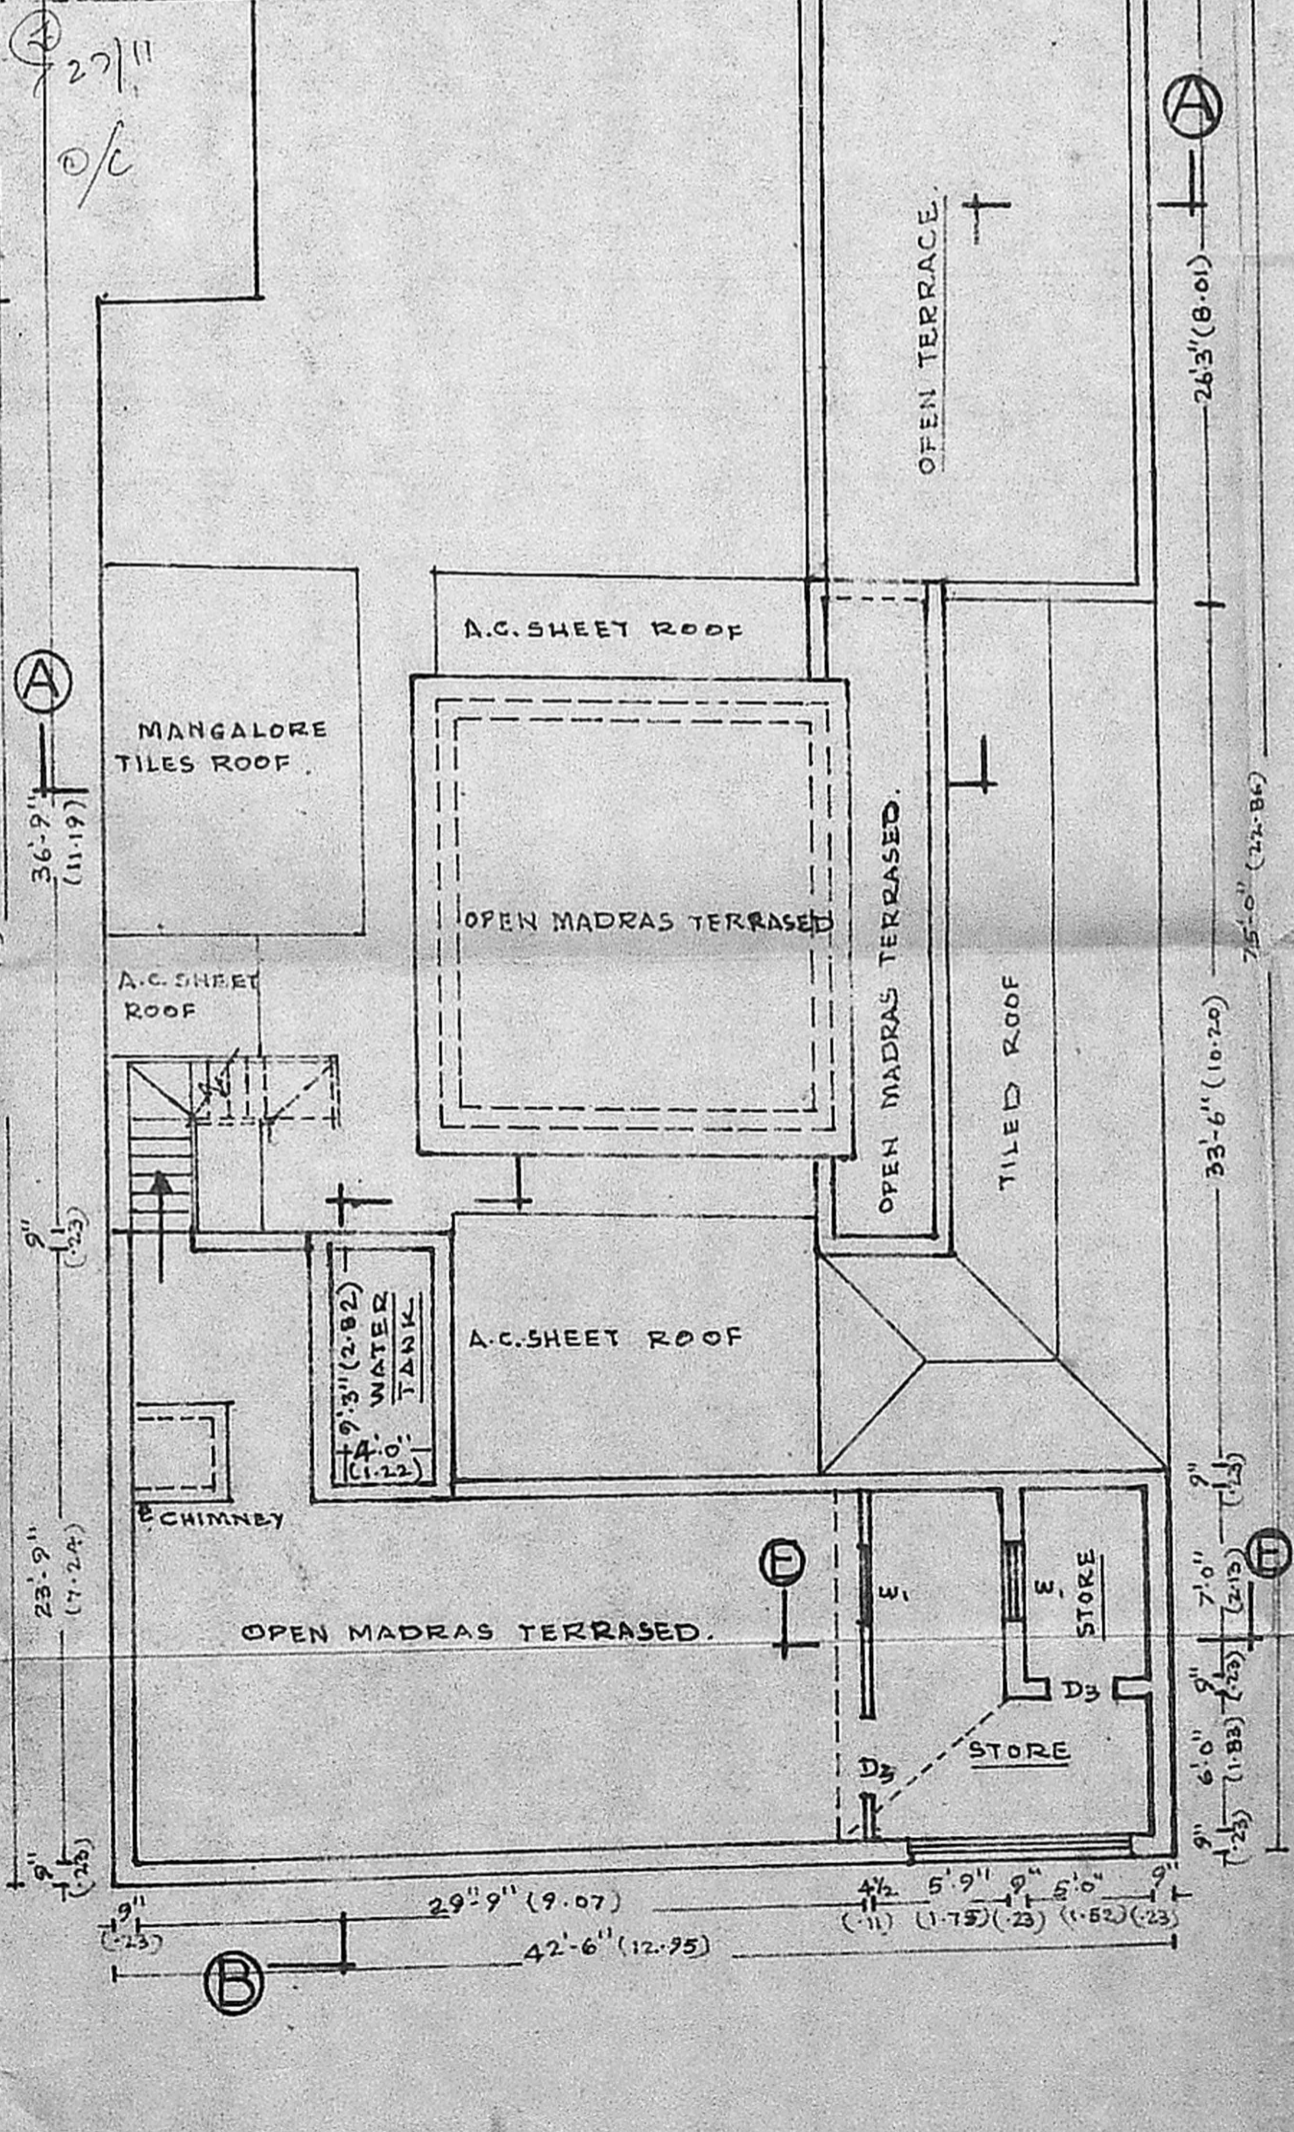 27/11
O/C
A
OPEN TERRACE.
26'.3"(8·01)
A.C. SHEET ROOF
A
MANGALORE
TILES ROOF.
36'-9"
(11·19)
OPEN MADRAS TERRASED
OPEN MADRAS TERRASED.
75'-0" (22·86)
A.C. SHEET
ROOF
TILED ROOF
33'-6" (10·20)
9"
(·23)
9'.3" (2·82)
WATER
TANK
4'.0"
(1·22)
A.C. SHEET ROOF
CHIMNEY
23'-9"
(7·24)
OPEN MADRAS TERRASED.
E
E
STORE
9"
(·23)
7'.0"
(2·13)
9"
(·23)
6'.0"
(1·83)
9"
(·23)
D3
STORE
D3
9"
(·23)
9"
(·23)
29'-9" (9.07)
4½
(·11)
5'.9"
(1·75)
9"
(·23)
5'.0"
(1·52)
9"
(·23)
42'-6" (12·95)
B